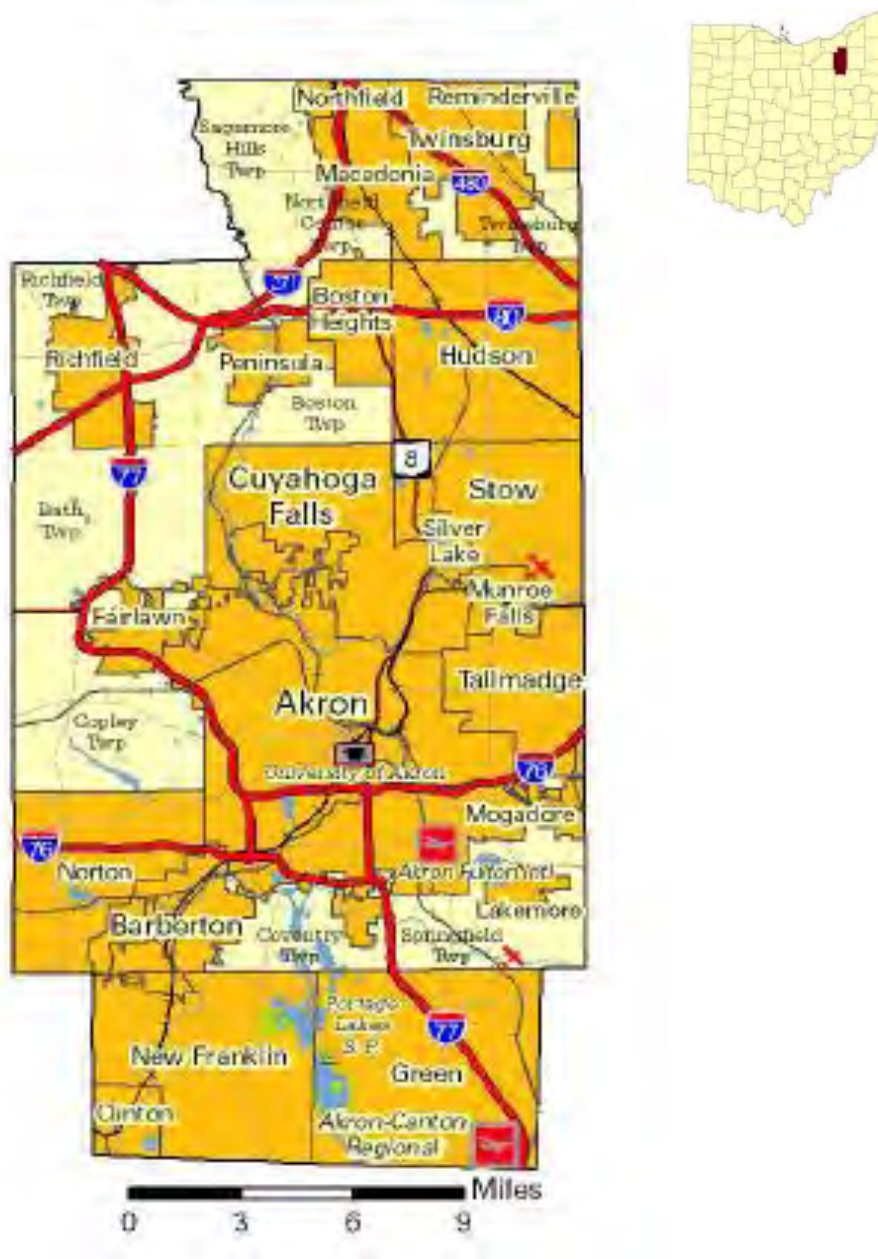 Northfield
Reminderville
Sagamore
Hills
Twp
Twinsburg
Macedonia
480
Northfield
Center
Twp.
Twinsburg
Twp
Richfield
Twp
271
Boston
Heights
80
Richfield
Peninsula
Hudson
Boston
Twp
8
77
Cuyahoga
Falls
Stow
Bath
Twp
Silver
Lake
Munroe
Falls
Fairlawn
Akron
Tallmadge
Copley
Twp
University of Akron
76
Mogadore
76
Norton
Akron Fulton Intl
Lakemore
Barberton
Coventry
Twp
Springfield
Twp
Portage
Lakes
S.P.
77
New Franklin
Green
Clinton
Akron-Canton
Regional
Miles
0 3 6 9